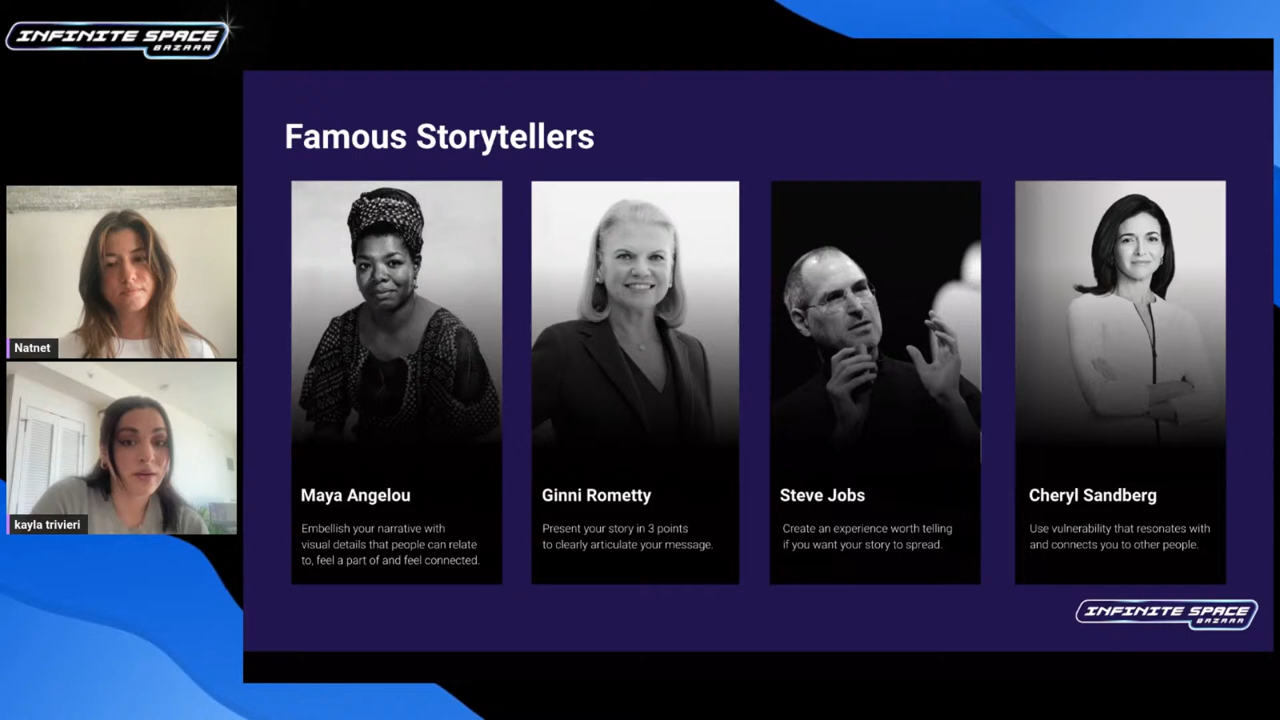 INFINITE SPACE
BAZAAR
Famous Storytellers
Natnet
kayla trivieri
Maya Angelou
Embellish your narrative with
visual details that people can relate
to, feel a part of and feel connected.
Ginni Rometty
Present your story in 3 points
to clearly articulate your message.
Steve Jobs
Create an experience worth telling
if you want your story to spread.
Cheryl Sandberg
Use vulnerability that resonates with
and connects you to other people.
INFINITE SPACE
BAZAAR